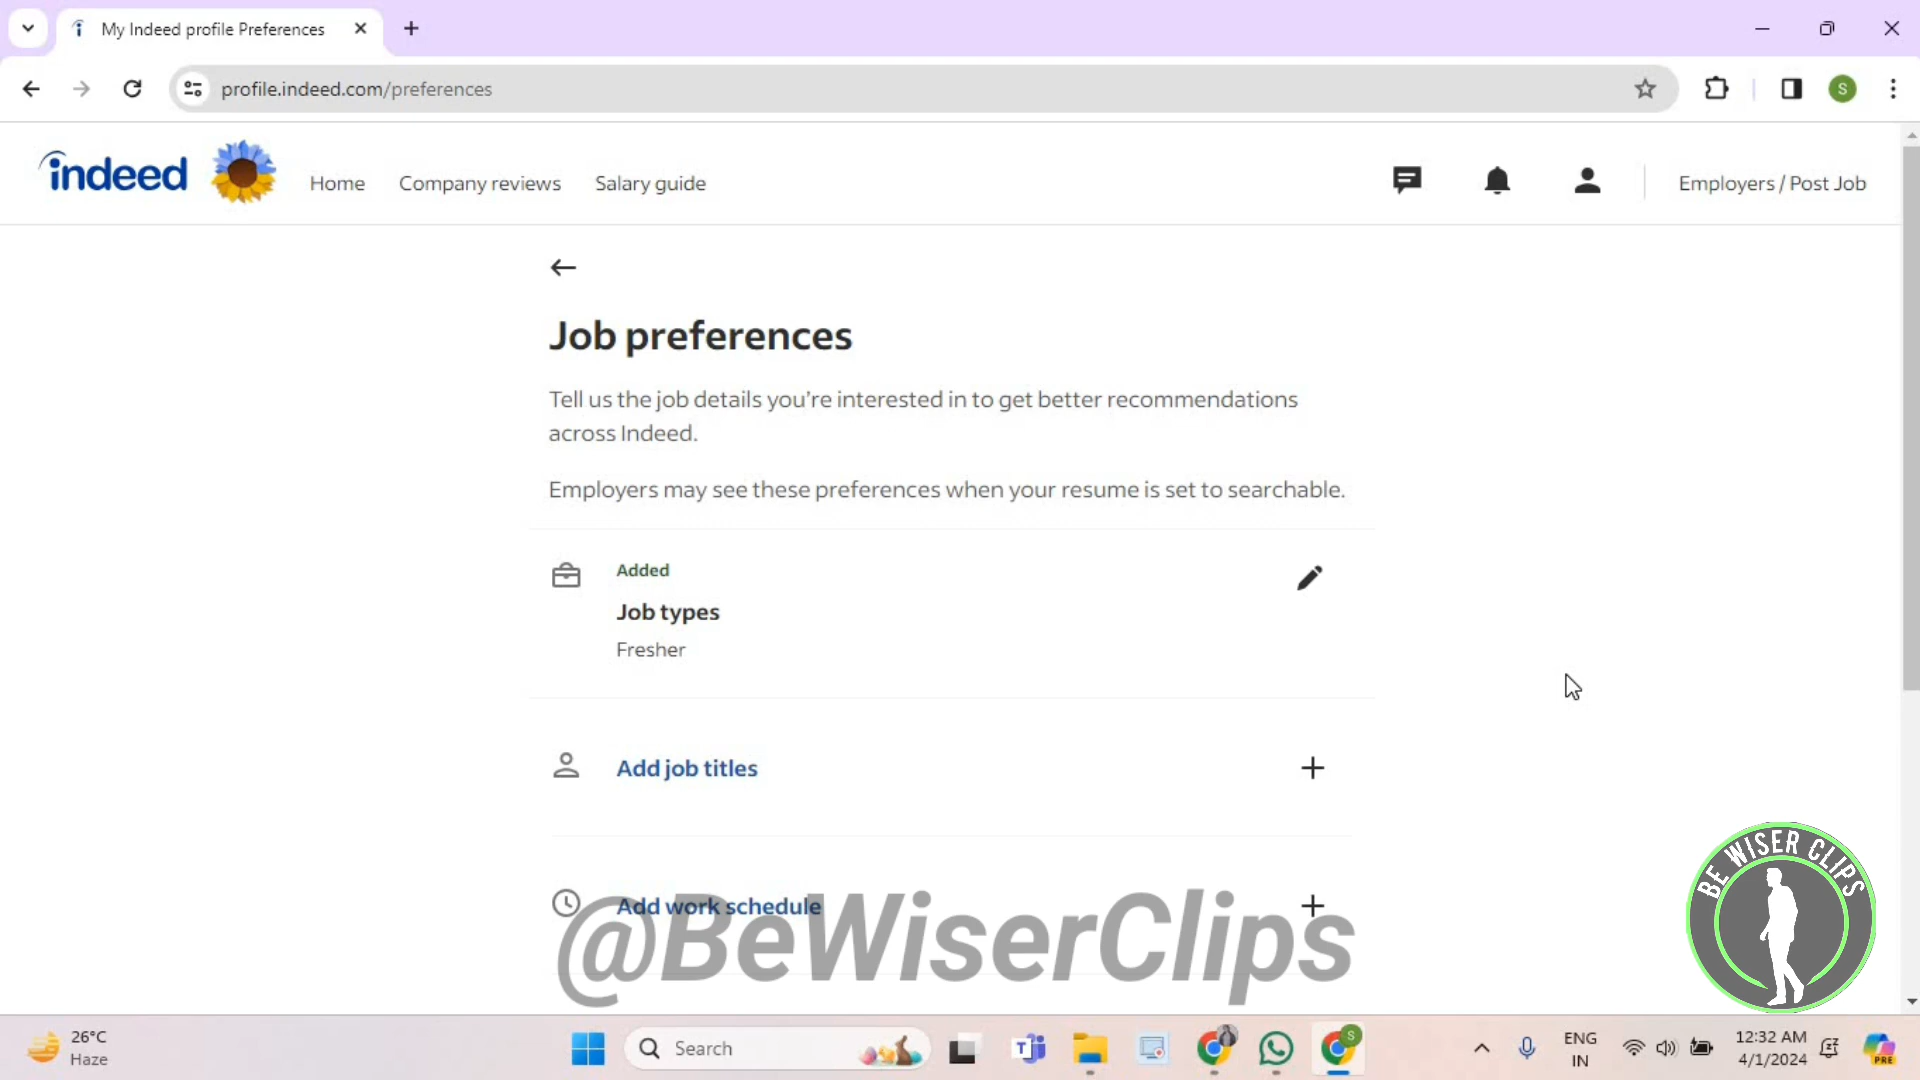 My Indeed profile Preferences
profile.indeed.com/preferences
S
indeed
Home
Company reviews
Salary guide
Employers / Post Job
Job preferences
Tell us the job details you're interested in to get better recommendations
across Indeed.
Employers may see these preferences when your resume is set to searchable.
Added
Job types
Fresher
Add job titles
Add work schedule
@BeWiserClips
BE WISER CLIPS
26°C
Haze
Search
S
ENG
IN
12:32 AM
4/1/2024
PRE